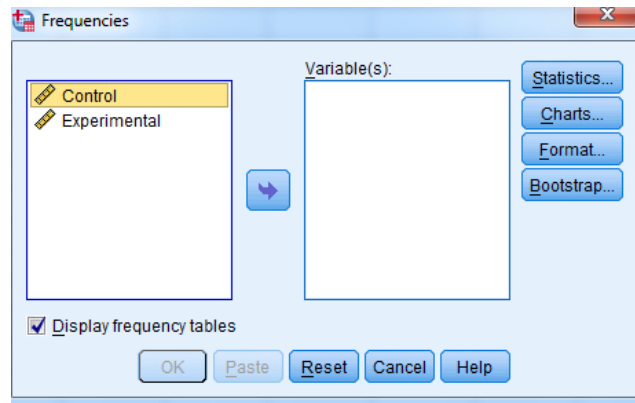 Frequencies
X
Variable(s):
Control
Experimental
Statistics...
Charts...
Format...
Bootstrap...
Display frequency tables
OK Paste Reset Cancel Help